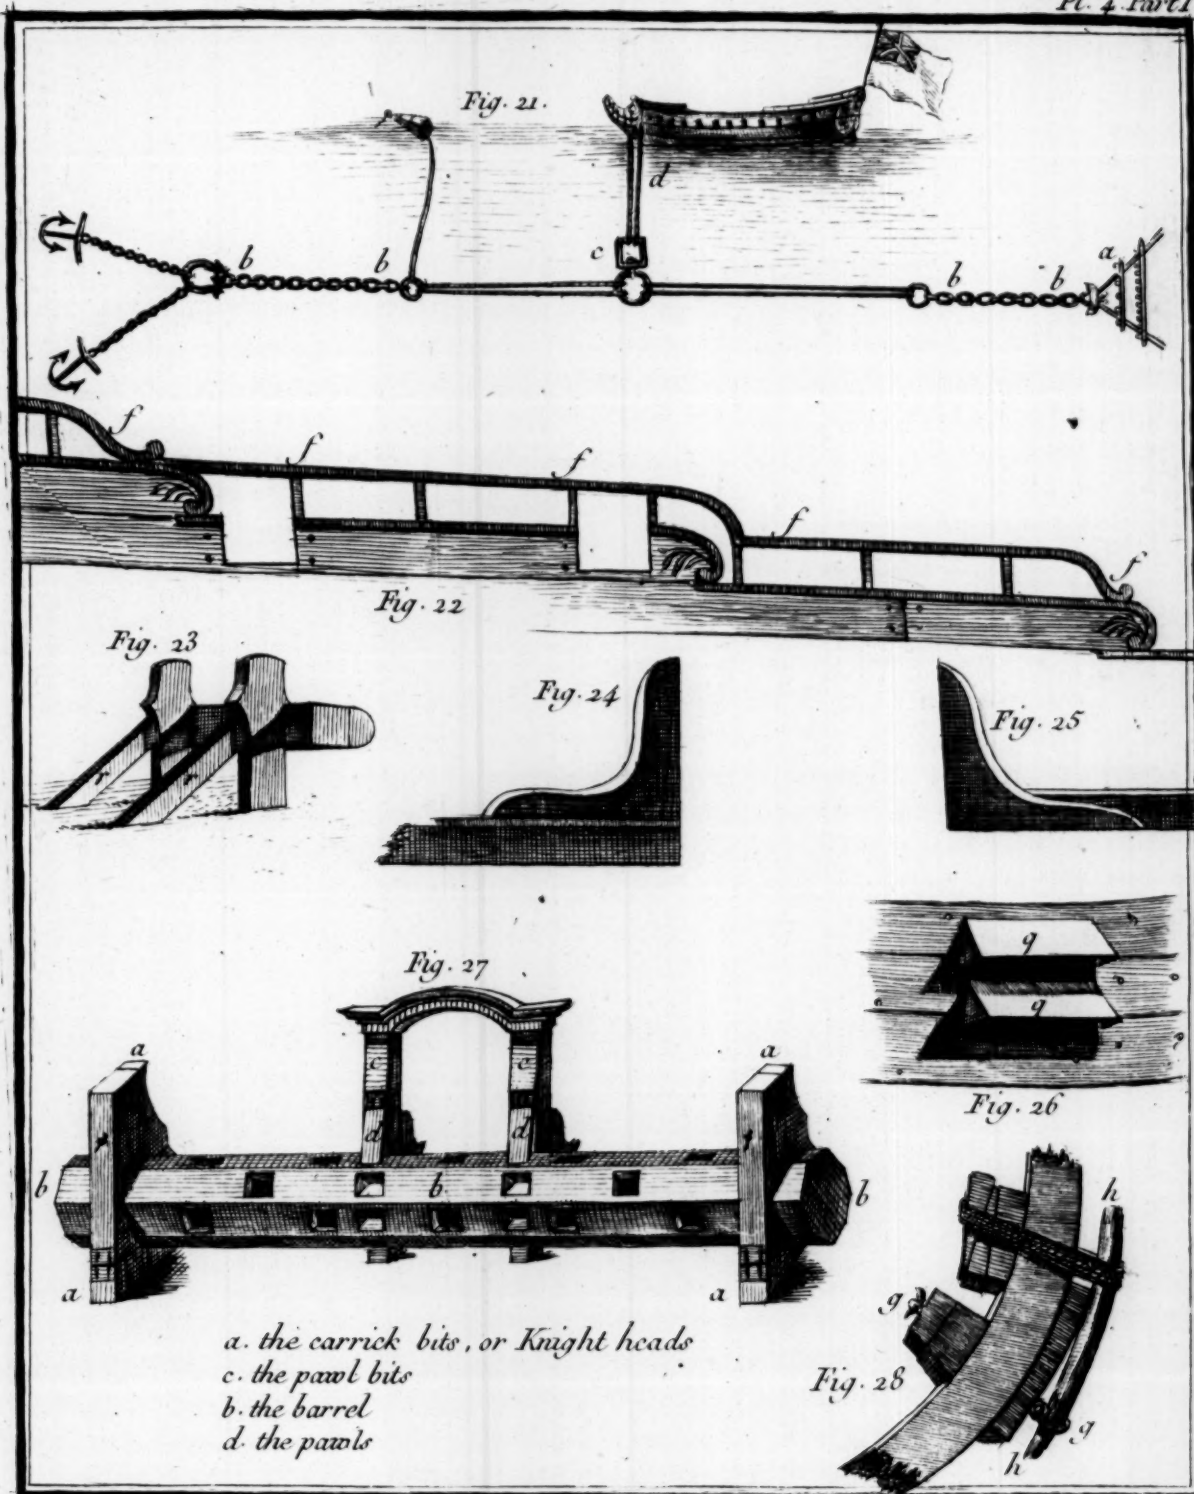 Pl. 4. Part I
Fig. 21.
d
c
b b b b a
f f f f f
Fig. 22
Fig. 23
r r
Fig. 24
Fig. 25
q
q
Fig. 26
Fig. 27
a a
c c
d d
b b b
a a
a. the carrick bits, or Knight heads
c. the pawl bits
b. the barrel
d. the pawls
h
g
Fig. 28
g
h